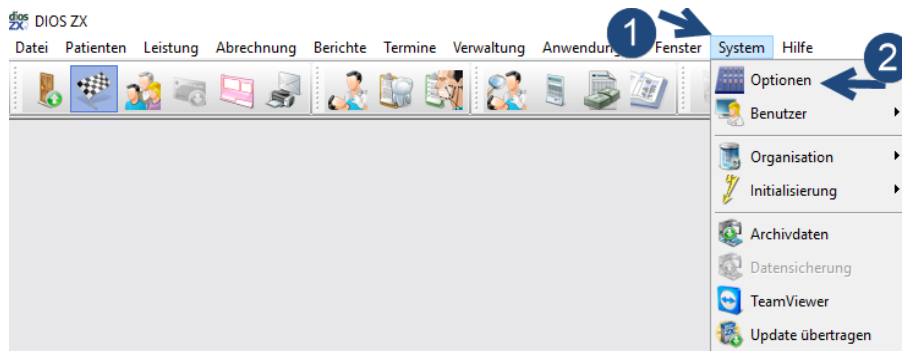 dios ZX DIOS ZX
Datei Patienten Leistung Abrechnung Berichte Termine Verwaltung Fenster System Hilfe
1
2
Optionen
Benutzer
Organisation
Initialisierung
Archivdaten
Datensicherung
TeamViewer
Update übertragen